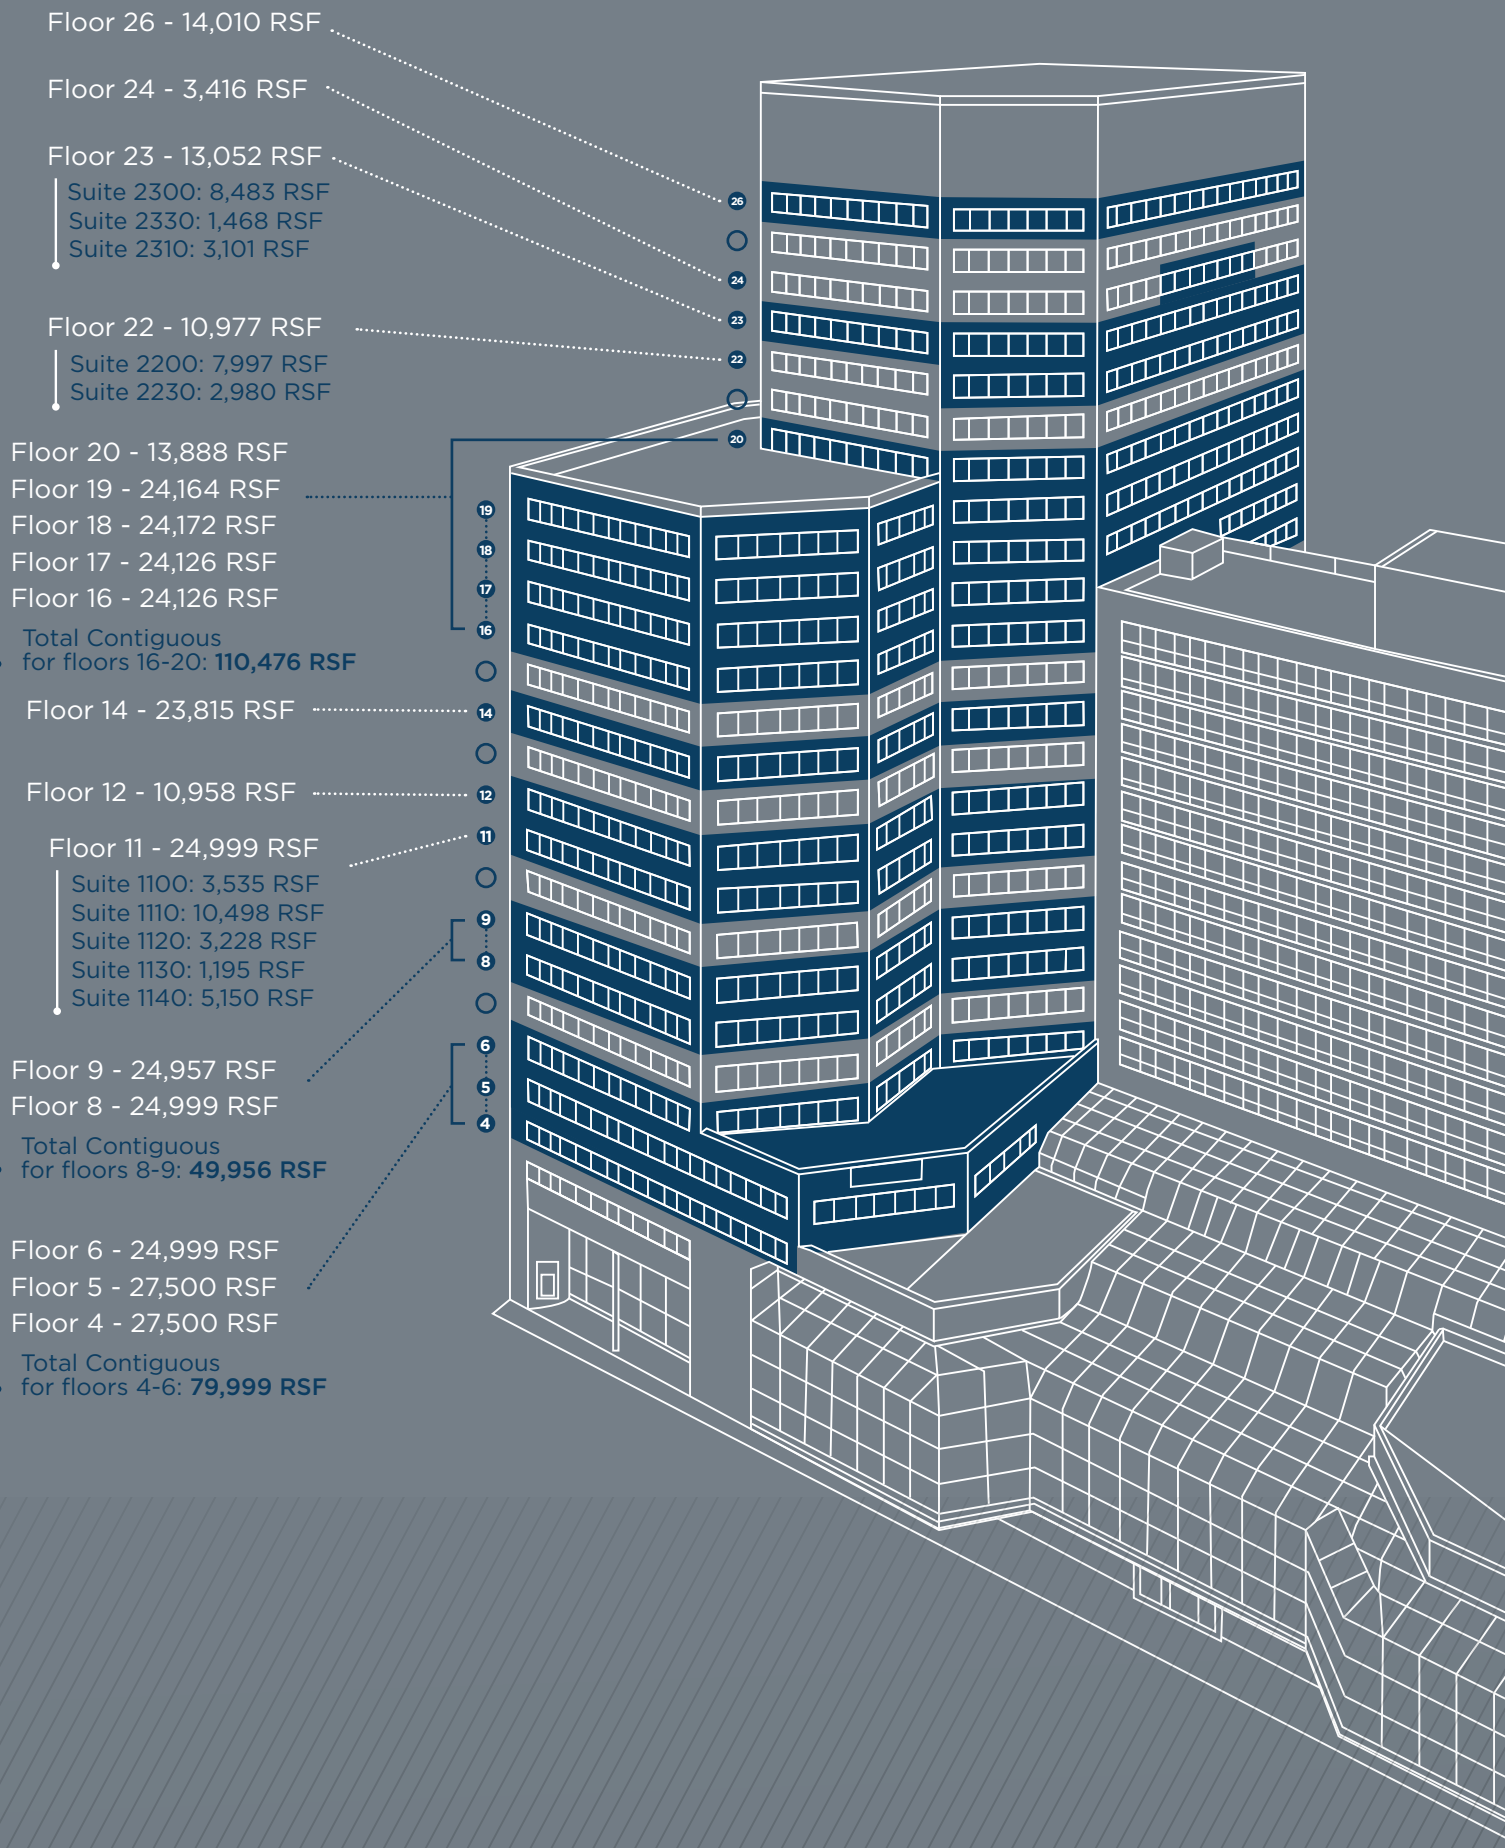 Floor 26 - 14,010 RSF
Floor 24 - 3,416 RSF
Floor 23 - 13,052 RSF
Suite 2300: 8,483 RSF
Suite 2330: 1,468 RSF
Suite 2310: 3,101 RSF
Floor 22 - 10,977 RSF
Suite 2200: 7,997 RSF
Suite 2230: 2,980 RSF
Floor 20 - 13,888 RSF
Floor 19 - 24,164 RSF
Floor 18 - 24,172 RSF
Floor 17 - 24,126 RSF
Floor 16 - 24,126 RSF
Total Contiguous
for floors 16-20: 110,476 RSF
Floor 14 - 23,815 RSF
Floor 12 - 10,958 RSF
Floor 11 - 24,999 RSF
Suite 1100: 3,535 RSF
Suite 1110: 10,498 RSF
Suite 1120: 3,228 RSF
Suite 1130: 1,195 RSF
Suite 1140: 5,150 RSF
Floor 9 - 24,957 RSF
Floor 8 - 24,999 RSF
Total Contiguous
for floors 8-9: 49,956 RSF
Floor 6 - 24,999 RSF
Floor 5 - 27,500 RSF
Floor 4 - 27,500 RSF
Total Contiguous
for floors 4-6: 79,999 RSF
26
24
23
22
20
19
18
17
16
14
12
11
9
8
6
5
4